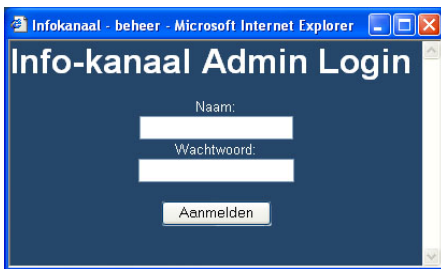 Infokanaal - beheer - Microsoft Internet Explorer
Info-kanaal Admin Login
Naam:
Wachtwoord:
Aanmelden